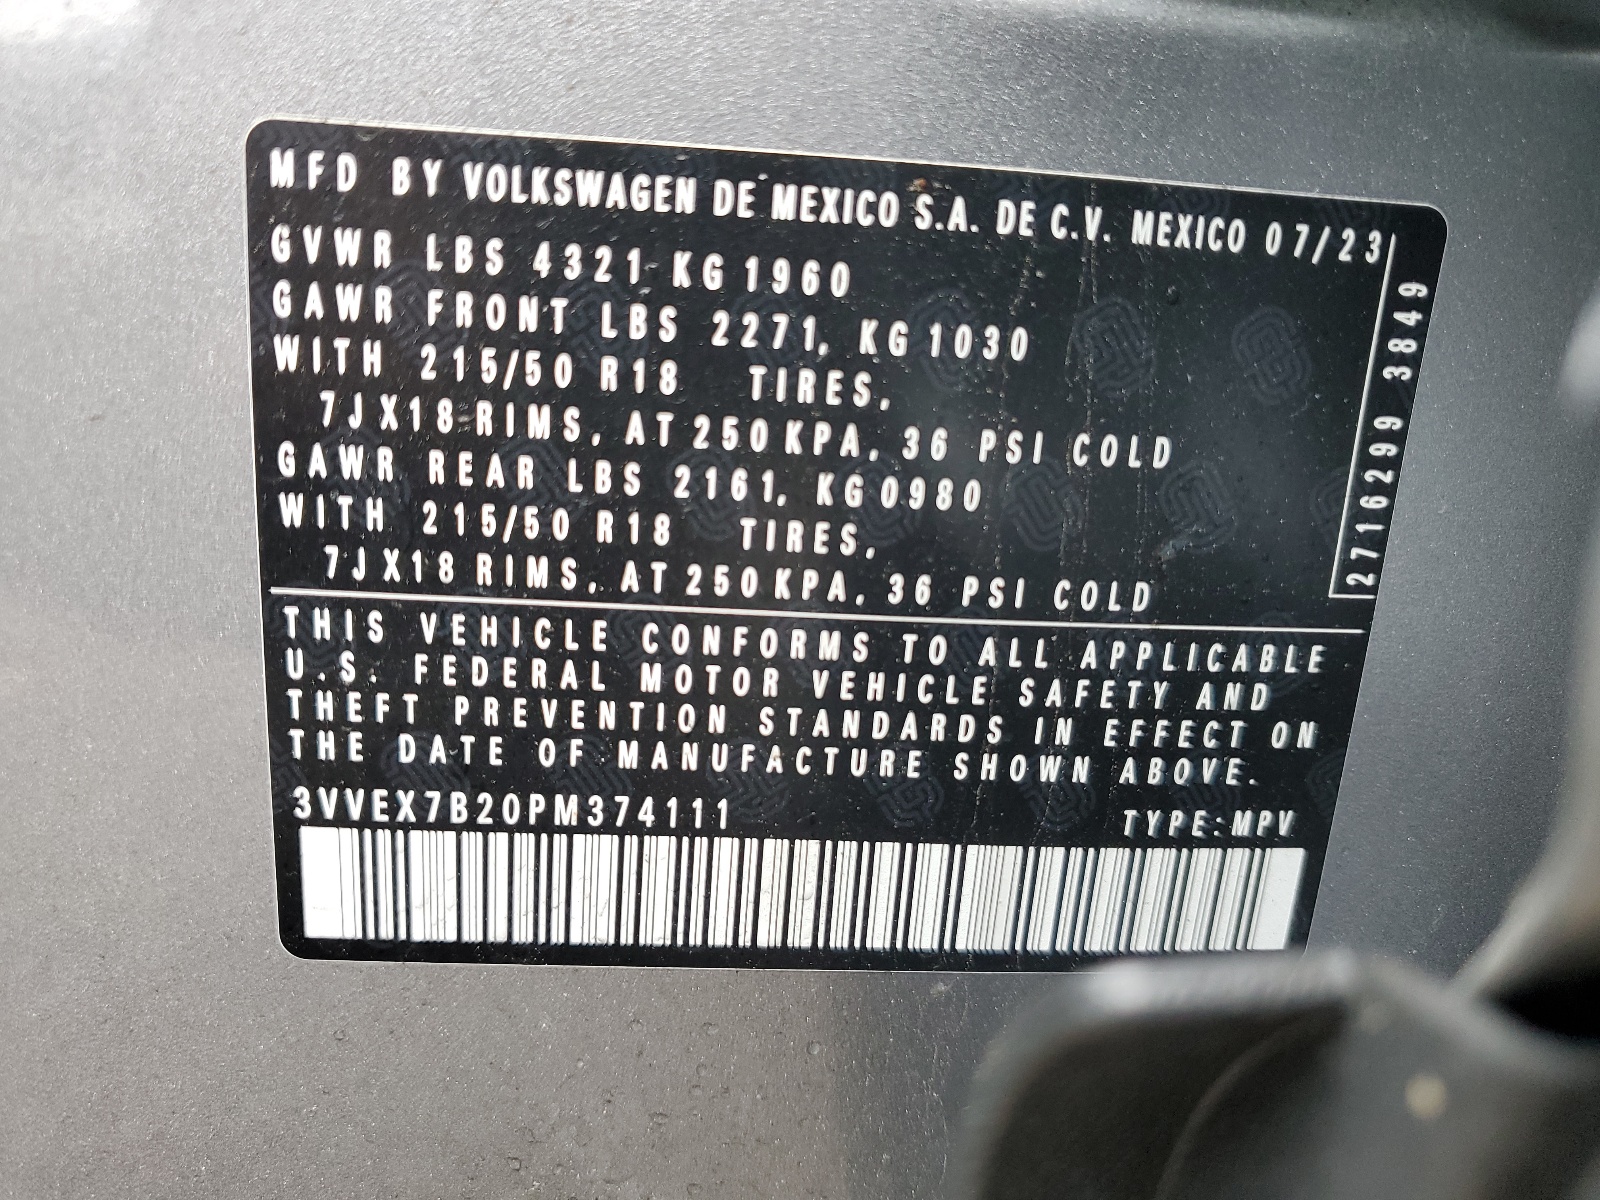 MFD BY VOLKSWAGEN DE MEXICO S.A. DE C.V. MEXICO 07/23
GVWR LBS 4321 KG 1960
GAWR FRONT LBS 2271, KG 1030
WITH 215/50 R18 TIRES,
7JX18 RIMS, AT 250 KPA, 36 PSI COLD
GAWR REAR LBS 2161, KG 0980
WITH 215/50 R18 TIRES,
7JX18 RIMS, AT 250 KPA, 36 PSI COLD
2716299 3849
THIS VEHICLE CONFORMS TO ALL APPLICABLE
U.S. FEDERAL MOTOR VEHICLE SAFETY AND
THEFT PREVENTION STANDARDS IN EFFECT ON
THE DATE OF MANUFACTURE SHOWN ABOVE.
3VVEX7B20PM374111 TYPE:MPV